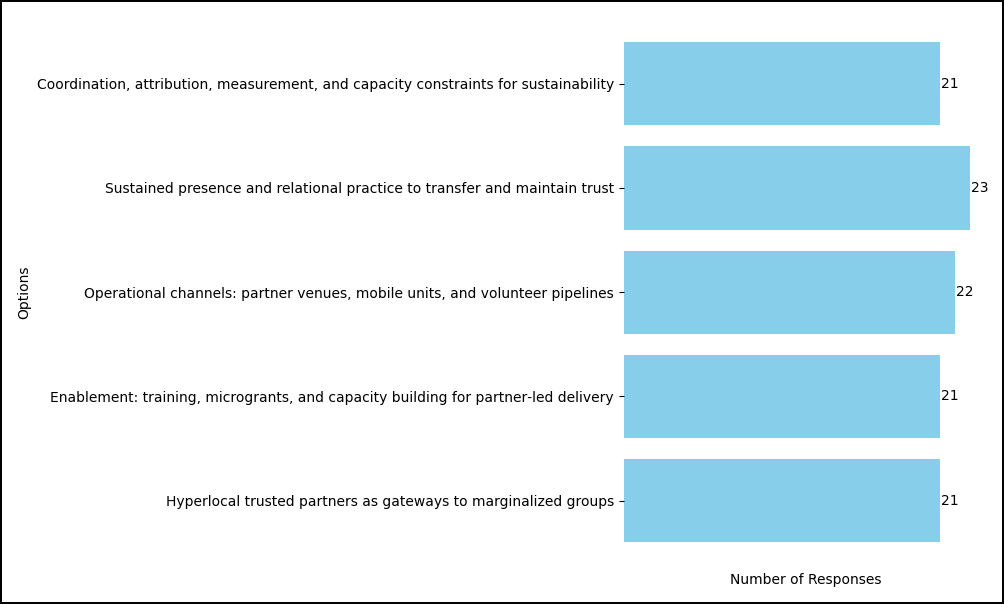 Coordination, attribution, measurement, and capacity constraints for sustainability 21
Sustained presence and relational practice to transfer and maintain trust 23
Options
Operational channels: partner venues, mobile units, and volunteer pipelines 22
Enablement: training, microgrants, and capacity building for partner-led delivery 21
Hyperlocal trusted partners as gateways to marginalized groups 21
Number of Responses